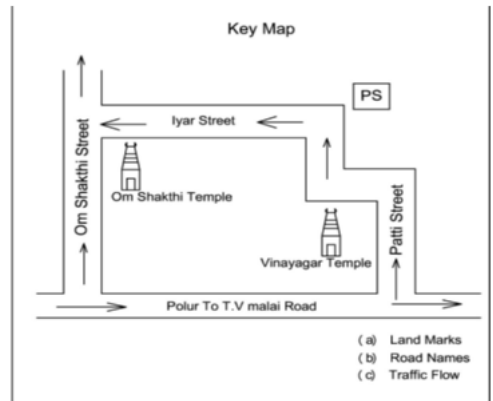 Key Map
PS
Iyar Street
Om Shakthi Street
Om Shakthi Temple
Patti Street
Vinayagar Temple
Polur To T.V malai Road
(a) Land Marks
(b) Road Names
(c) Traffic Flow